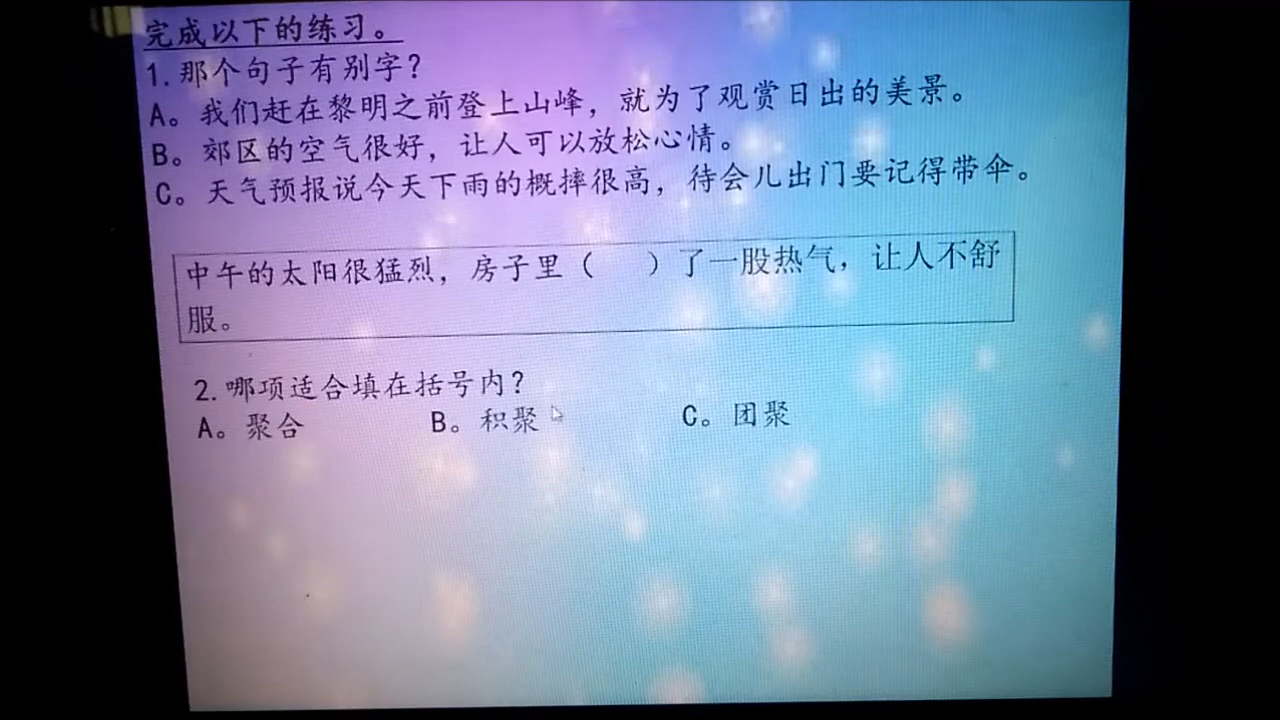 完成以下的练习。
1.那个句子有别字？
A。我们赶在黎明之前登上山峰，就为了观赏日出的美景。
B。郊区的空气很好，让人可以放松心情。
C。天气预报说今天下雨的概摔很高，待会儿出门要记得带伞。
中午的太阳很猛烈，房子里（　　）了一股热气，让人不舒
服。
2.哪项适合填在括号内？
A。聚合 B。积聚 C。团聚